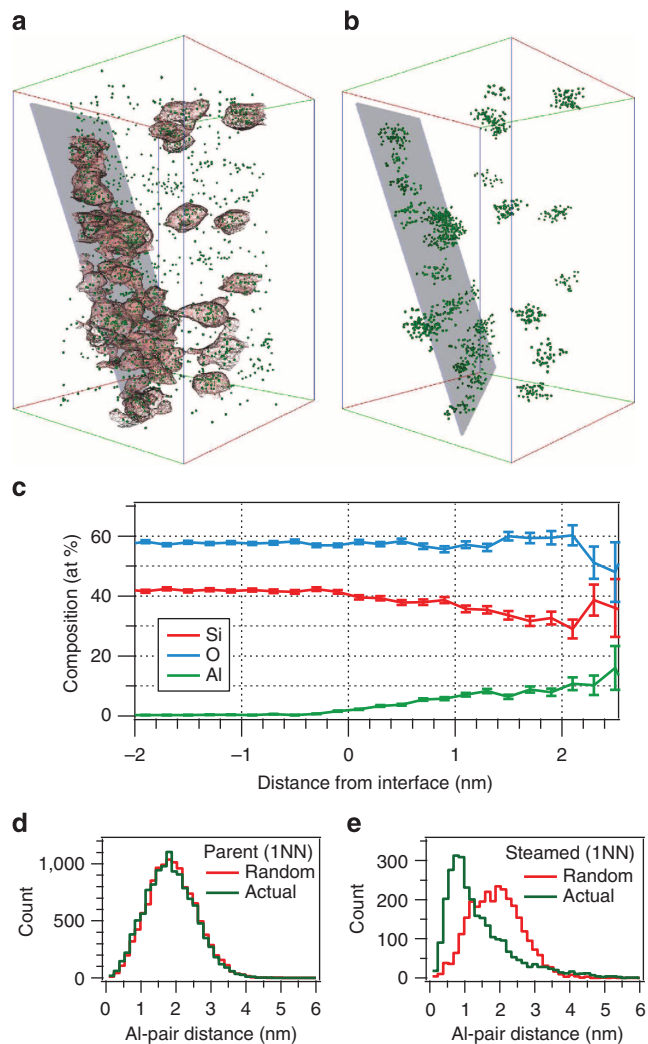 a
b
c
Composition (at %)
60
40
20
0
Si
O
Al
–2
–1
0
1
2
Distance from interface (nm)
d
e
Parent (1NN)
Random
Actual
Count
1,000
500
0
0 1 2 3 4 5 6
Al-pair distance (nm)
Steamed (1NN)
Random
Actual
Count
300
200
100
0
0 1 2 3 4 5 6
Al-pair distance (nm)